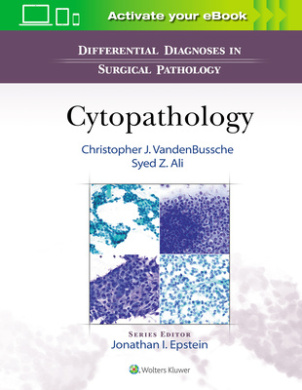 Activate your eBook
DIFFERENTIAL DIAGNOSES IN
SURGICAL PATHOLOGY
Cytopathology
Christopher J. VandenBussche
Syed Z. Ali
SERIES EDITOR
Jonathan I. Epstein
Wolters Kluwer